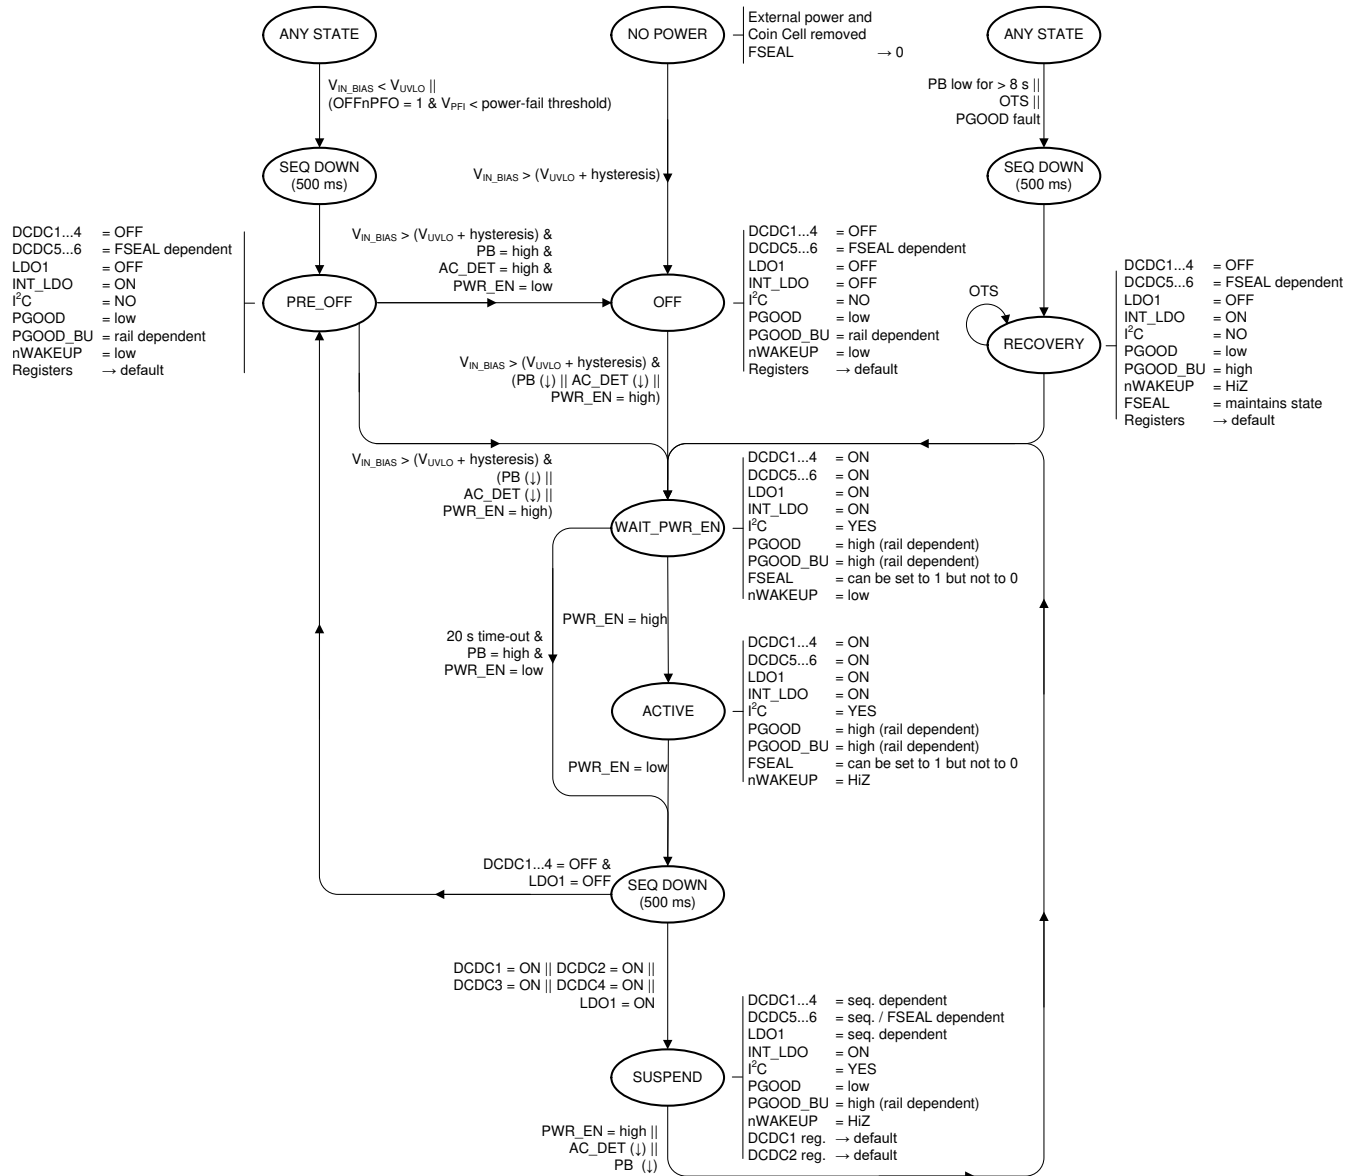 ANY STATE
NO POWER
External power and
Coin Cell removed
FSEAL → 0
ANY STATE
V_IN_BIAS < V_UVLO ||
(OFFnPFO = 1 & V_PFI < power-fail threshold)
PB low for > 8 s ||
OTS ||
PGOOD fault
SEQ DOWN
(500 ms)
V_IN_BIAS > (V_UVLO + hysteresis)
SEQ DOWN
(500 ms)
DCDC1...4 = OFF
DCDC5...6 = FSEAL dependent
LDO1 = OFF
INT_LDO = ON
I²C = NO
PGOOD = low
PGOOD_BU = rail dependent
nWAKEUP = low
Registers → default
PRE_OFF
V_IN_BIAS > (V_UVLO + hysteresis) &
PB = high &
AC_DET = high &
PWR_EN = low
OFF
DCDC1...4 = OFF
DCDC5...6 = FSEAL dependent
LDO1 = OFF
INT_LDO = OFF
I²C = NO
PGOOD = low
PGOOD_BU = rail dependent
nWAKEUP = low
Registers → default
OTS
RECOVERY
DCDC1...4 = OFF
DCDC5...6 = FSEAL dependent
LDO1 = OFF
INT_LDO = ON
I²C = NO
PGOOD = low
PGOOD_BU = high
nWAKEUP = HiZ
FSEAL = maintains state
Registers → default
V_IN_BIAS > (V_UVLO + hysteresis) &
(PB (↓) || AC_DET (↓) ||
PWR_EN = high)
V_IN_BIAS > (V_UVLO + hysteresis) &
(PB (↓) ||
AC_DET (↓) ||
PWR_EN = high)
WAIT_PWR_EN
DCDC1...4 = ON
DCDC5...6 = ON
LDO1 = ON
INT_LDO = ON
I²C = YES
PGOOD = high (rail dependent)
PGOOD_BU = high (rail dependent)
FSEAL = can be set to 1 but not to 0
nWAKEUP = low
PWR_EN = high
20 s time-out &
PB = high &
PWR_EN = low
ACTIVE
DCDC1...4 = ON
DCDC5...6 = ON
LDO1 = ON
INT_LDO = ON
I²C = YES
PGOOD = high (rail dependent)
PGOOD_BU = high (rail dependent)
FSEAL = can be set to 1 but not to 0
nWAKEUP = HiZ
PWR_EN = low
DCDC1...4 = OFF &
LDO1 = OFF
SEQ DOWN
(500 ms)
DCDC1 = ON || DCDC2 = ON ||
DCDC3 = ON || DCDC4 = ON ||
LDO1 = ON
SUSPEND
DCDC1...4 = seq. dependent
DCDC5...6 = seq. / FSEAL dependent
LDO1 = seq. dependent
INT_LDO = ON
I²C = YES
PGOOD = low
PGOOD_BU = high (rail dependent)
nWAKEUP = HiZ
DCDC1 reg. → default
DCDC2 reg. → default
PWR_EN = high ||
AC_DET (↓) ||
PB (↓)